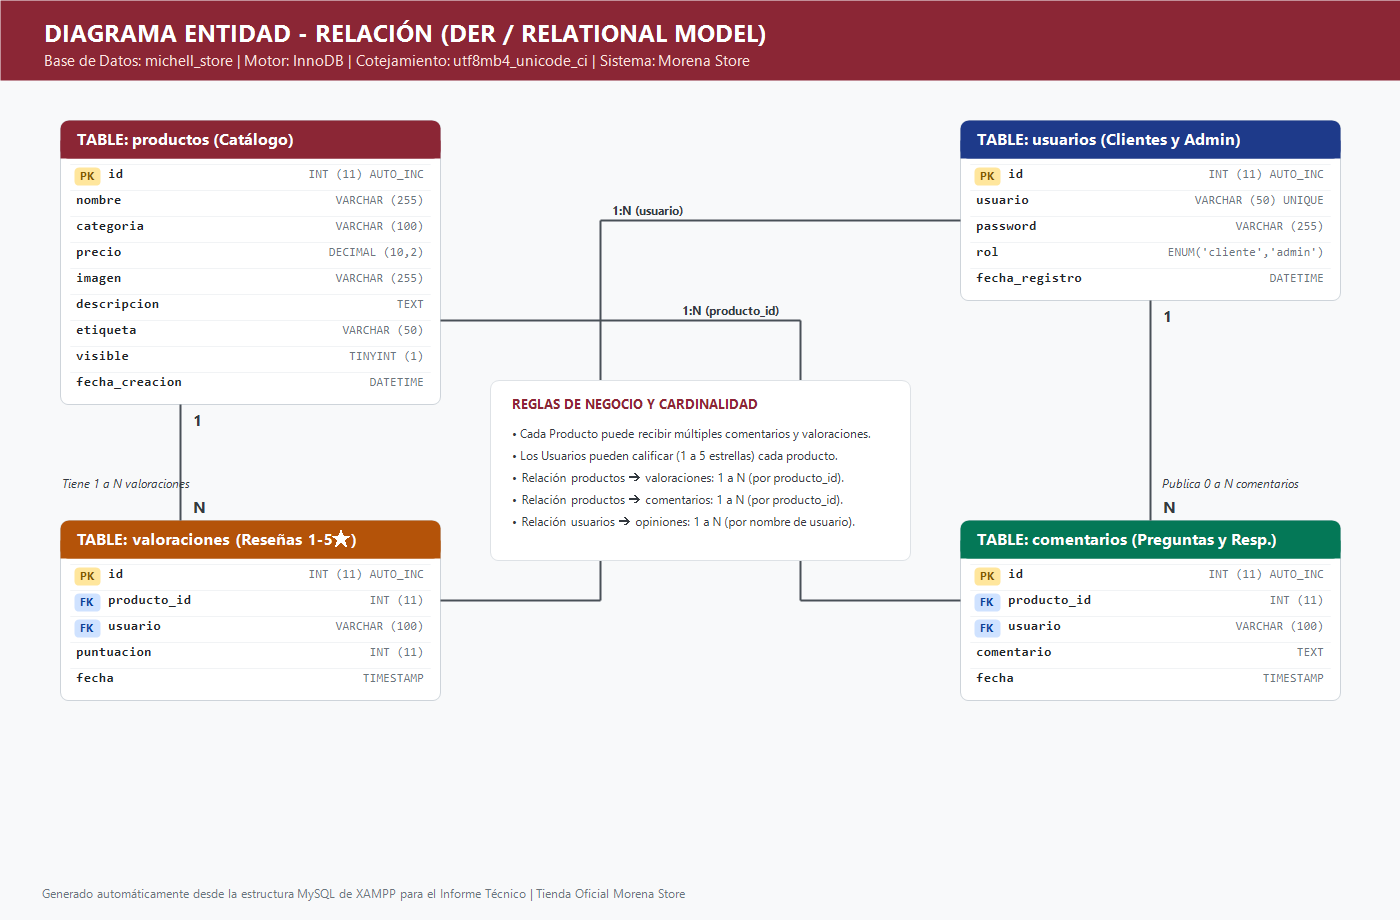 DIAGRAMA ENTIDAD - RELACIÓN (DER / RELATIONAL MODEL)
Base de Datos: michell_store | Motor: InnoDB | Cotejamiento: utf8mb4_unicode_ci | Sistema: Morena Store
TABLE: productos (Catálogo)
PK id INT (11) AUTO_INC
nombre VARCHAR (255)
categoria VARCHAR (100)
precio DECIMAL (10,2)
imagen VARCHAR (255)
descripcion TEXT
etiqueta VARCHAR (50)
visible TINYINT (1)
fecha_creacion DATETIME
TABLE: usuarios (Clientes y Admin)
PK id INT (11) AUTO_INC
usuario VARCHAR (50) UNIQUE
password VARCHAR (255)
rol ENUM('cliente','admin')
fecha_registro DATETIME
1:N (usuario)
1:N (producto_id)
1
Tiene 1 a N valoraciones
N
1
Publica 0 a N comentarios
N
REGLAS DE NEGOCIO Y CARDINALIDAD
• Cada Producto puede recibir múltiples comentarios y valoraciones.
• Los Usuarios pueden calificar (1 a 5 estrellas) cada producto.
• Relación productos → valoraciones: 1 a N (por producto_id).
• Relación productos → comentarios: 1 a N (por producto_id).
• Relación usuarios → opiniones: 1 a N (por nombre de usuario).
TABLE: valoraciones (Reseñas 1-5★)
PK id INT (11) AUTO_INC
FK producto_id INT (11)
FK usuario VARCHAR (100)
puntuacion INT (11)
fecha TIMESTAMP
TABLE: comentarios (Preguntas y Resp.)
PK id INT (11) AUTO_INC
FK producto_id INT (11)
FK usuario VARCHAR (100)
comentario TEXT
fecha TIMESTAMP
Generado automáticamente desde la estructura MySQL de XAMPP para el Informe Técnico | Tienda Oficial Morena Store